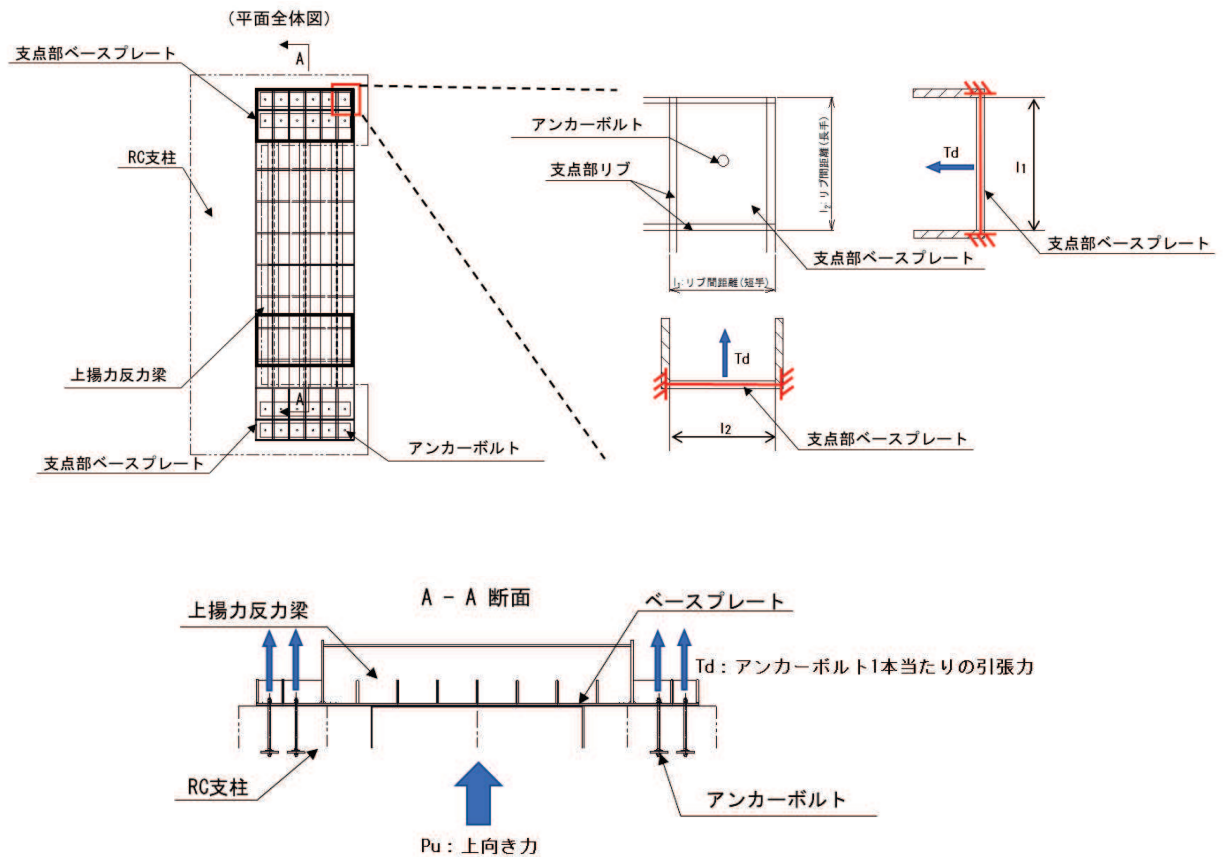 (平面全体図)
A
支点部ベースプレート
RC支柱
上揚力反力梁
A
支点部ベースプレート
アンカーボルト
アンカーボルト
支点部リブ
l₂:リブ間距離(長手)
支点部ベースプレート
l₁:リブ間距離(短手)
Td
l1
支点部ベースプレート
Td
l2
支点部ベースプレート
A - A 断面
上揚力反力梁
ベースプレート
Td:アンカーボルト1本当たりの引張力
RC支柱
アンカーボルト
Pu:上向き力